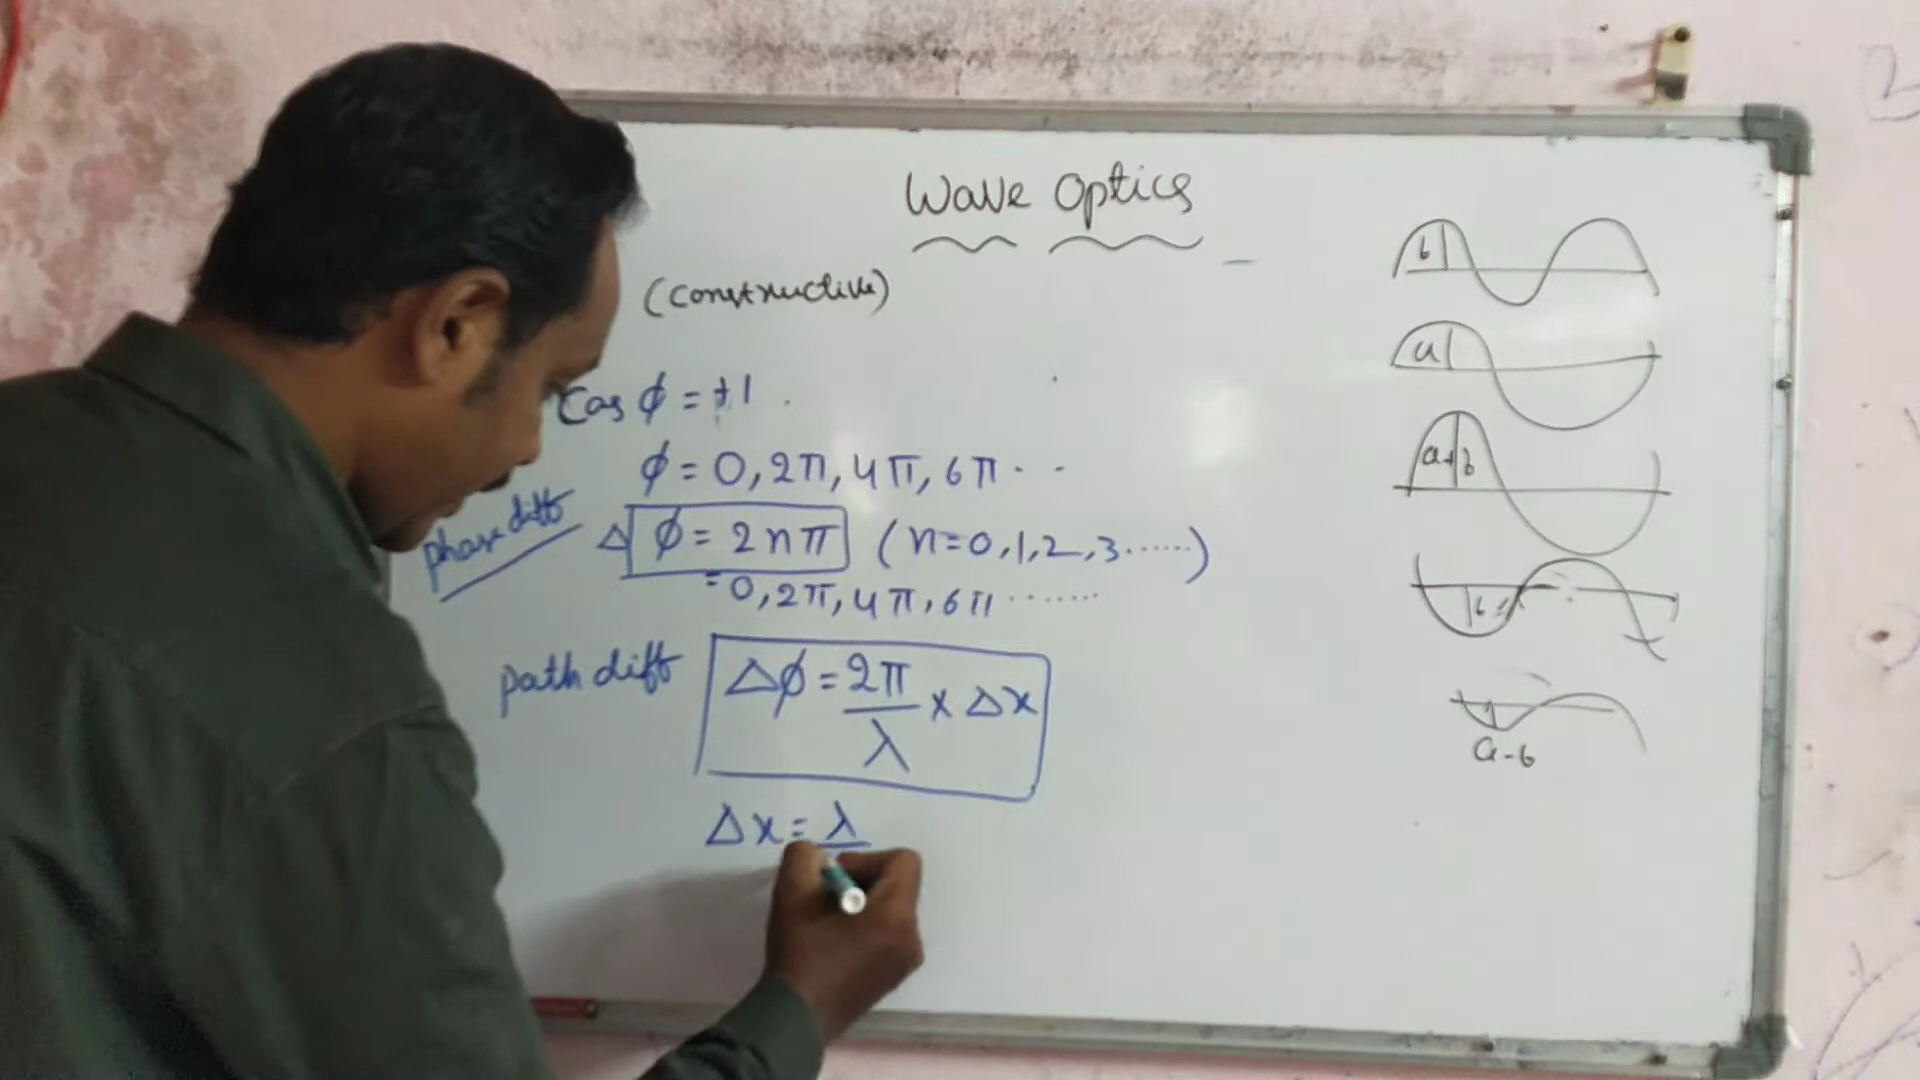 Wave Optics
(Constructive)
Cos ϕ = +1
ϕ = 0, 2π, 4π, 6π . .
phase diff
Δ ϕ = 2nπ (n=0,1,2,3......)
= 0, 2π, 4π, 6π .......
path diff Δϕ = 2π/λ x Δx
Δx = λ
b
a
a+b
b
a-b